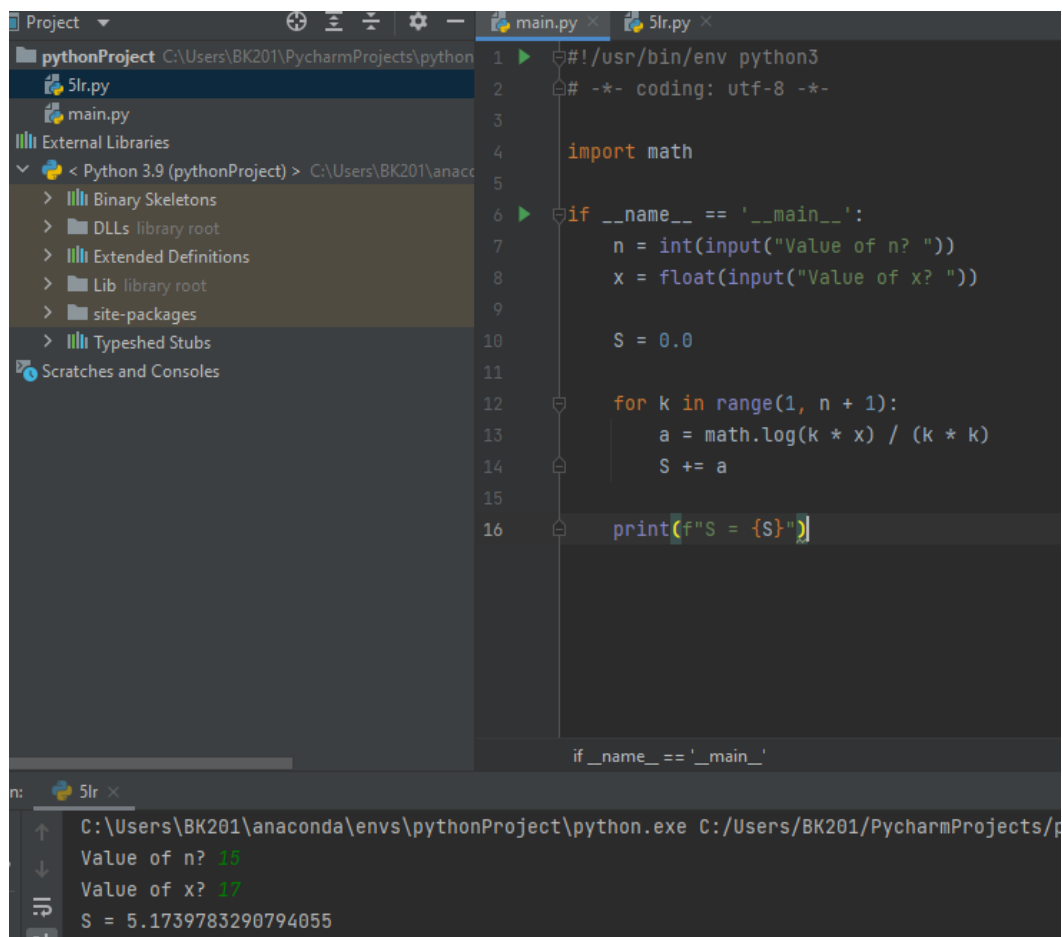 Project
pythonProject C:\Users\BK201\PycharmProjects\python
5lr.py
main.py
External Libraries
< Python 3.9 (pythonProject) > C:\Users\BK201\anacc
Binary Skeletons
DLLs library root
Extended Definitions
Lib library root
site-packages
Typeshed Stubs
Scratches and Consoles
main.py 5lr.py
1 #!/usr/bin/env python3
2 # -*- coding: utf-8 -*-
3
4 import math
5
6 if __name__ == '__main__':
7 n = int(input("Value of n? "))
8 x = float(input("Value of x? "))
9
10 S = 0.0
11
12 for k in range(1, n + 1):
13 a = math.log(k * x) / (k * k)
14 S += a
15
16 print(f"S = {S}")
if __name__ == '__main__'
n: 5lr
C:\Users\BK201\anaconda\envs\pythonProject\python.exe C:/Users/BK201/PycharmProjects/p
Value of n? 15
Value of x? 17
S = 5.1739783290794055